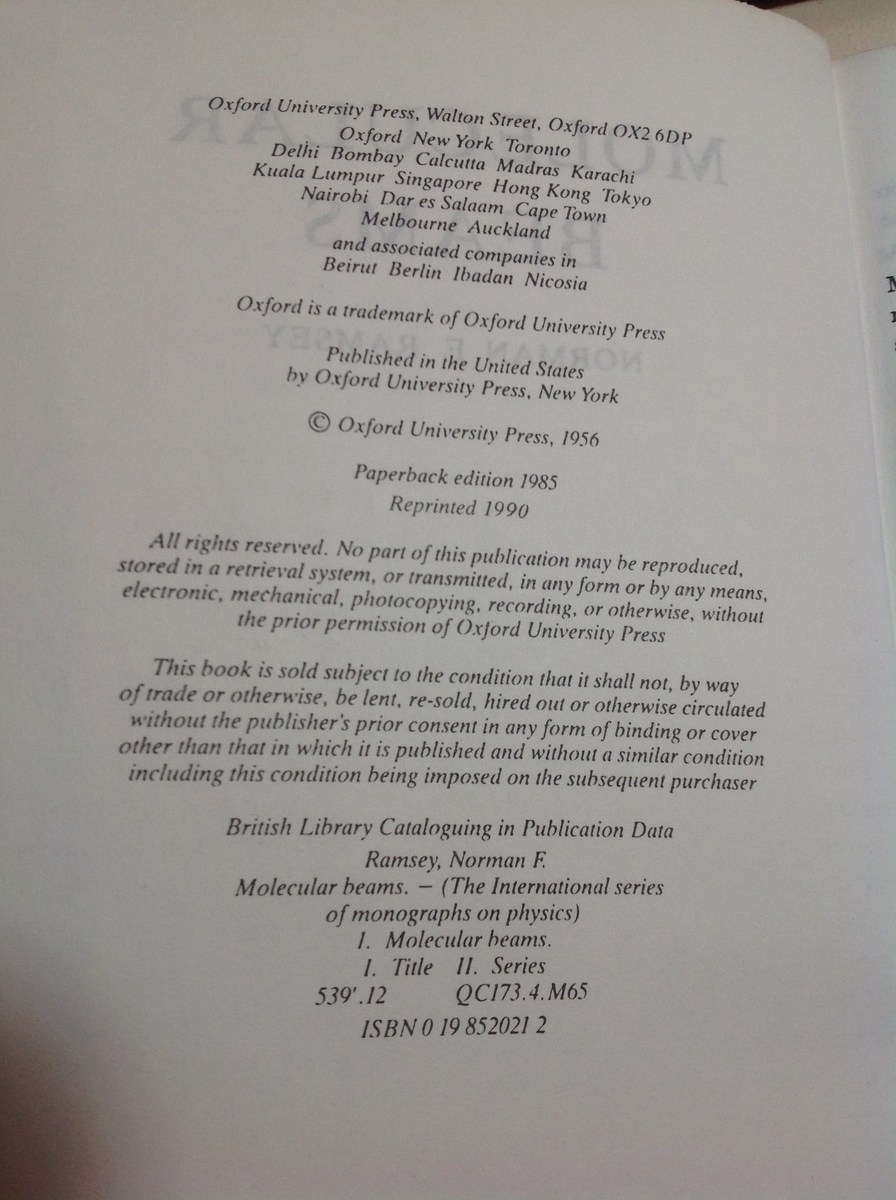 Oxford University Press, Walton Street, Oxford OX2 6DP
Oxford New York Toronto
Delhi Bombay Calcutta Madras Karachi
Kuala Lumpur Singapore Hong Kong Tokyo
Nairobi Dar es Salaam Cape Town
Melbourne Auckland
and associated companies in
Beirut Berlin Ibadan Nicosia
Oxford is a trademark of Oxford University Press
Published in the United States
by Oxford University Press, New York
© Oxford University Press, 1956
Paperback edition 1985
Reprinted 1990
All rights reserved. No part of this publication may be reproduced,
stored in a retrieval system, or transmitted, in any form or by any means,
electronic, mechanical, photocopying, recording, or otherwise, without
the prior permission of Oxford University Press
This book is sold subject to the condition that it shall not, by way
of trade or otherwise, be lent, re-sold, hired out or otherwise circulated
without the publisher's prior consent in any form of binding or cover
other than that in which it is published and without a similar condition
including this condition being imposed on the subsequent purchaser
British Library Cataloguing in Publication Data
Ramsey, Norman F.
Molecular beams. — (The International series
of monographs on physics)
1. Molecular beams.
I. Title II. Series
539'.12 QC173.4.M65
ISBN 0 19 852021 2